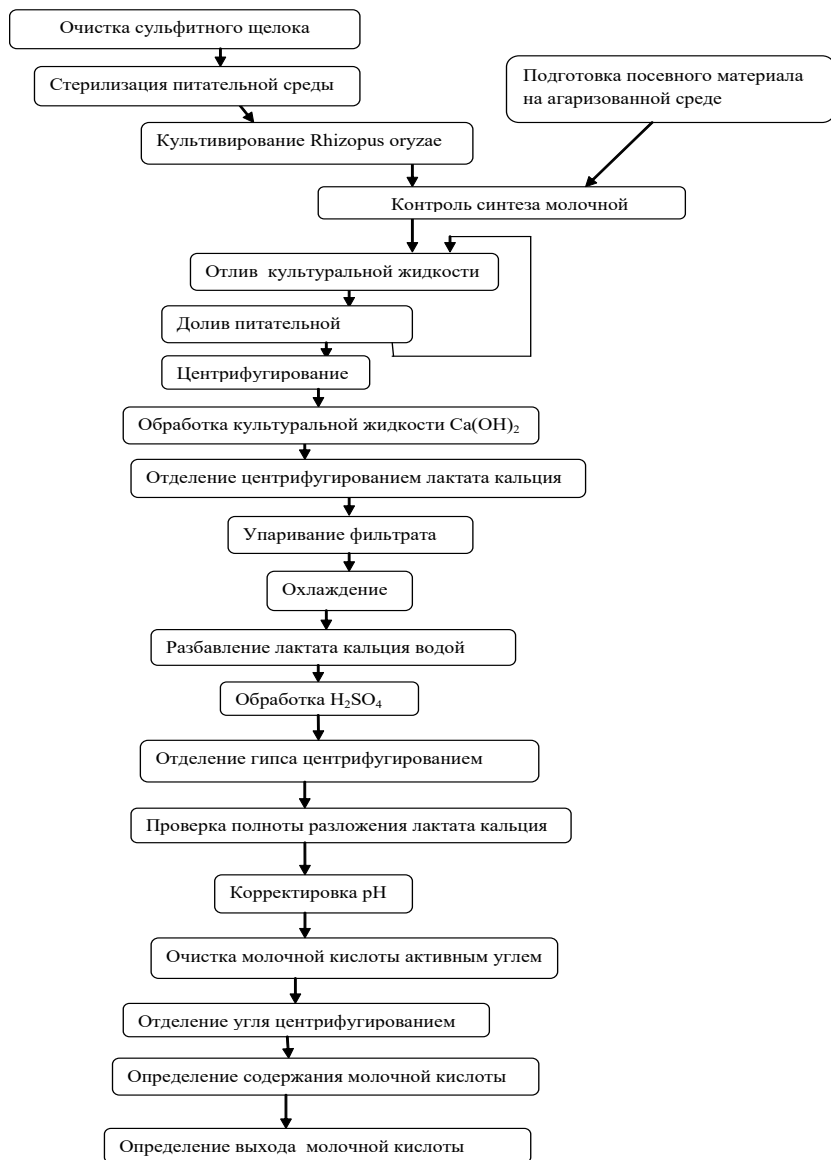 Очистка сульфитного щелока
Стерилизация питательной среды
Подготовка посевного материала
на агаризованной среде
Культивирование Rhizopus oryzae
Контроль синтеза молочной
Отлив культуральной жидкости
Долив питательной
Центрифугирование
Обработка культуральной жидкости Ca(OH)₂
Отделение центрифугированием лактата кальция
Упаривание фильтрата
Охлаждение
Разбавление лактата кальция водой
Обработка H₂SO₄
Отделение гипса центрифугированием
Проверка полноты разложения лактата кальция
Корректировка pH
Очистка молочной кислоты активным углем
Отделение угля центрифугированием
Определение содержания молочной кислоты
Определение выхода молочной кислоты